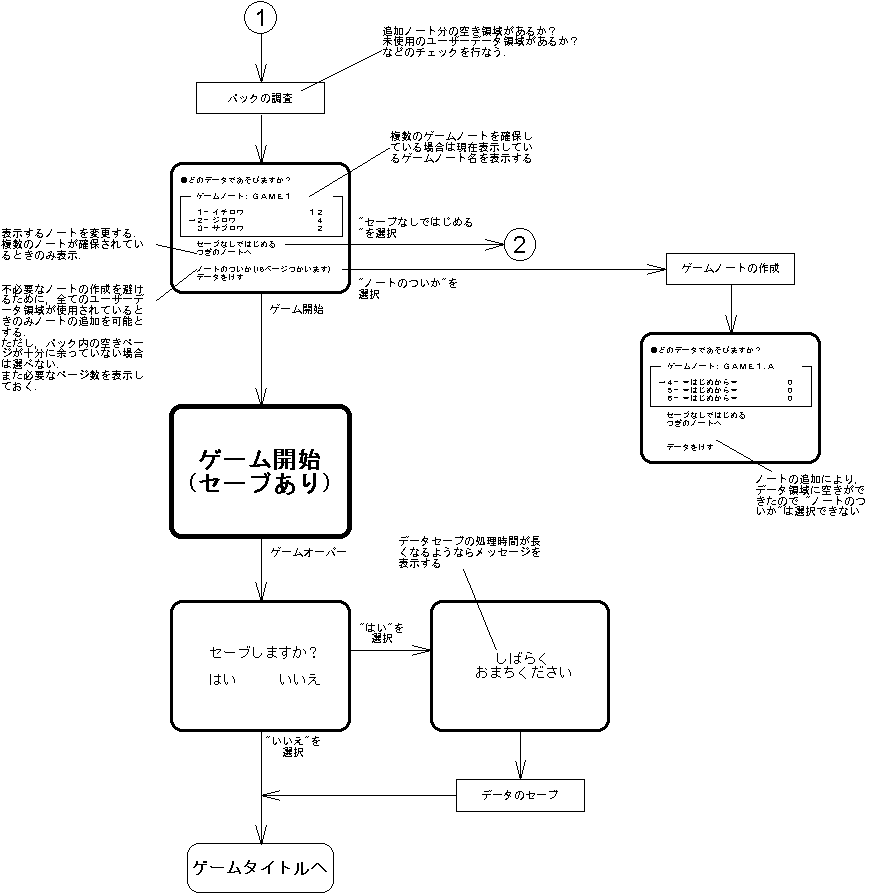 1
追加ノート分の空き領域があるか?
未使用のユーザーデータ領域があるか?
などのチェックを行なう.
パックの調査
複数のゲームノートを確保し
ている場合は現在表示してい
るゲームノート名を表示する
●どのデータであそびますか?
ゲームノート: GAME1
1- イチロウ 12
→2- ジロウ 4
3- サブロウ 2
セーブなしではじめる
つぎのノートへ
ノートのついか(16ページつかいます)
データをけす
表示するノートを変更する.
複数のノートが確保されてい
るときのみ表示.
"セーブなしではじめる
"を選択
2
ゲームノートの作成
"ノートのついか"を
選択
不必要なノートの作成を避け
るために, 全てのユーザーデ
ータ領域が使用されていると
きのみノートの追加を可能と
する.
ただし, パック内の空きペー
ジが十分に余っていない場合
は選べない.
また必要なページ数を表示し
ておく.
ゲーム開始
●どのデータであそびますか?
ゲームノート: GAME1.A
→4- ="はじめから"= 0
5- ="はじめから"= 0
6- ="はじめから"= 0
セーブなしではじめる
つぎのノートへ
データをけす
ノートの追加により,
データ領域に空きがで
きたので "ノートのつ
いか"は選択できない
ゲーム開始
(セーブあり)
ゲームオーバー
データセーブの処理時間が長
くなるようならメッセージを
表示する
セーブしますか?
はい いいえ
"はい"を
選択
しばらく
おまちください
"いいえ"を
選択
データのセーブ
ゲームタイトルへ